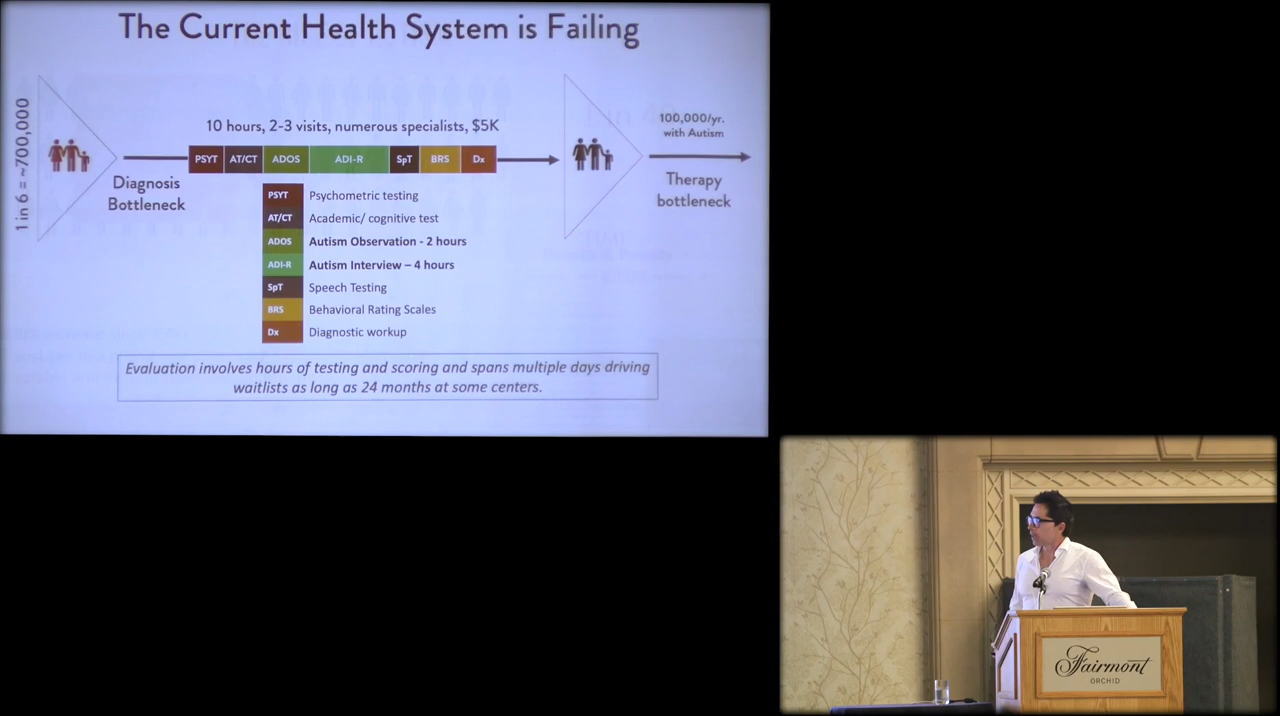 The Current Health System is Failing
1 in 6 = ~700,000
10 hours, 2-3 visits, numerous specialists, $5K
PSYT AT/CT ADOS ADI-R SpT BRS Dx
Diagnosis
Bottleneck
100,000/yr.
with Autism
Therapy
bottleneck
PSYT Psychometric testing
AT/CT Academic/ cognitive test
ADOS Autism Observation - 2 hours
ADI-R Autism Interview – 4 hours
SpT Speech Testing
BRS Behavioral Rating Scales
Dx Diagnostic workup
Evaluation involves hours of testing and scoring and spans multiple days driving
waitlists as long as 24 months at some centers.
Fairmont
ORCHID